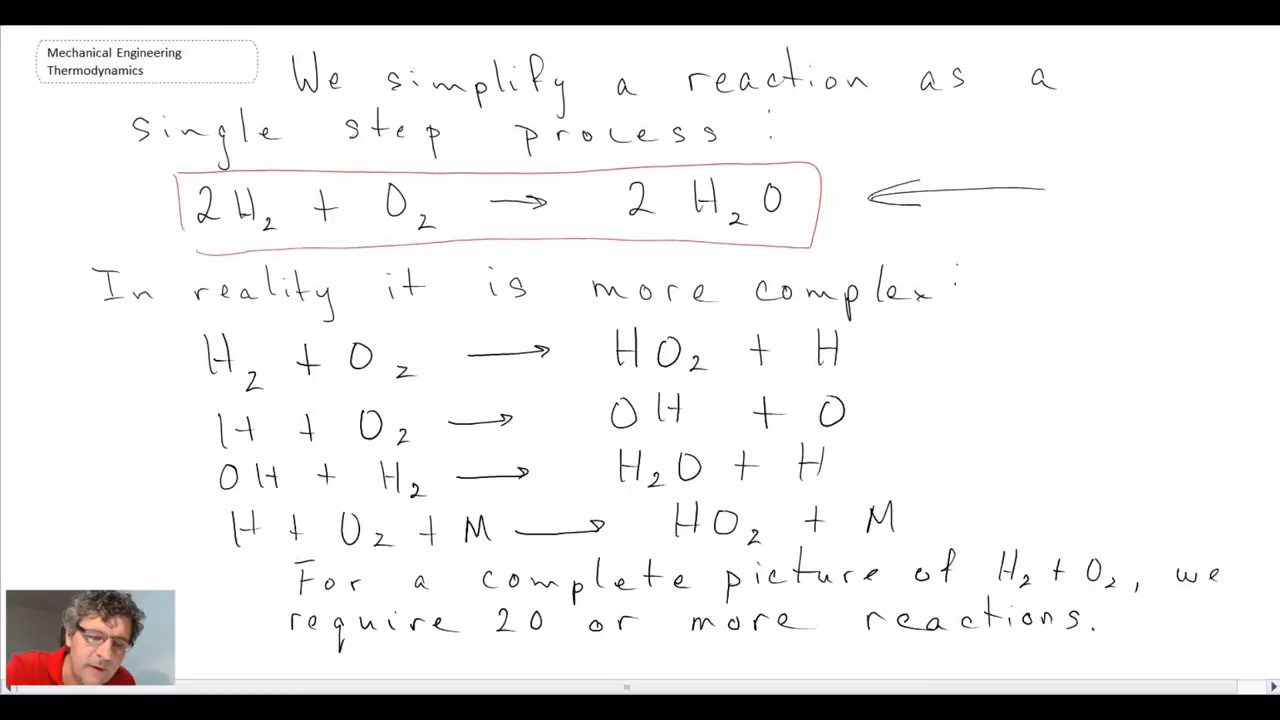 Mechanical Engineering
Thermodynamics
We simplify a reaction as a
single step process :
2H₂ + O₂ → 2 H₂O
In reality it is more complex :
H₂ + O₂ → HO₂ + H
H + O₂ → OH + O
OH + H₂ → H₂O + H
H + O₂ + M → HO₂ + M
For a complete picture of H₂ + O₂, we
require 20 or more reactions.